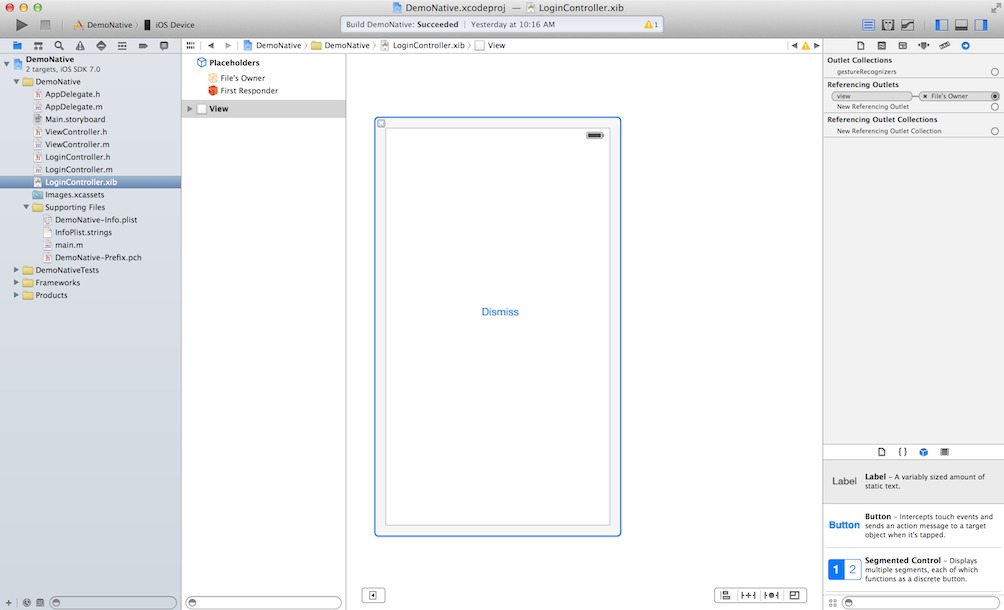 DemoNative.xcodeproj — LoginController.xib
DemoNative
iOS Device
Build DemoNative: Succeeded | Yesterday at 10:16 AM
1
DemoNative
DemoNative
LoginController.xib
View
DemoNative
2 targets, iOS SDK 7.0
DemoNative
AppDelegate.h
AppDelegate.m
Main.storyboard
ViewController.h
ViewController.m
LoginController.h
LoginController.m
LoginController.xib
Images.xcassets
Supporting Files
DemoNative-Info.plist
InfoPlist.strings
main.m
DemoNative-Prefix.pch
DemoNativeTests
Frameworks
Products
Placeholders
File's Owner
First Responder
View
Dismiss
Outlet Collections
gestureRecognizers
Referencing Outlets
view
File's Owner
New Referencing Outlet
Referencing Outlet Collections
New Referencing Outlet Collection
{ }
Label
Label – A variably sized amount of
static text.
Button
Button – Intercepts touch events and
sends an action message to a target
object when it's tapped.
1 2
Segmented Control – Displays
multiple segments, each of which
functions as a discrete button.